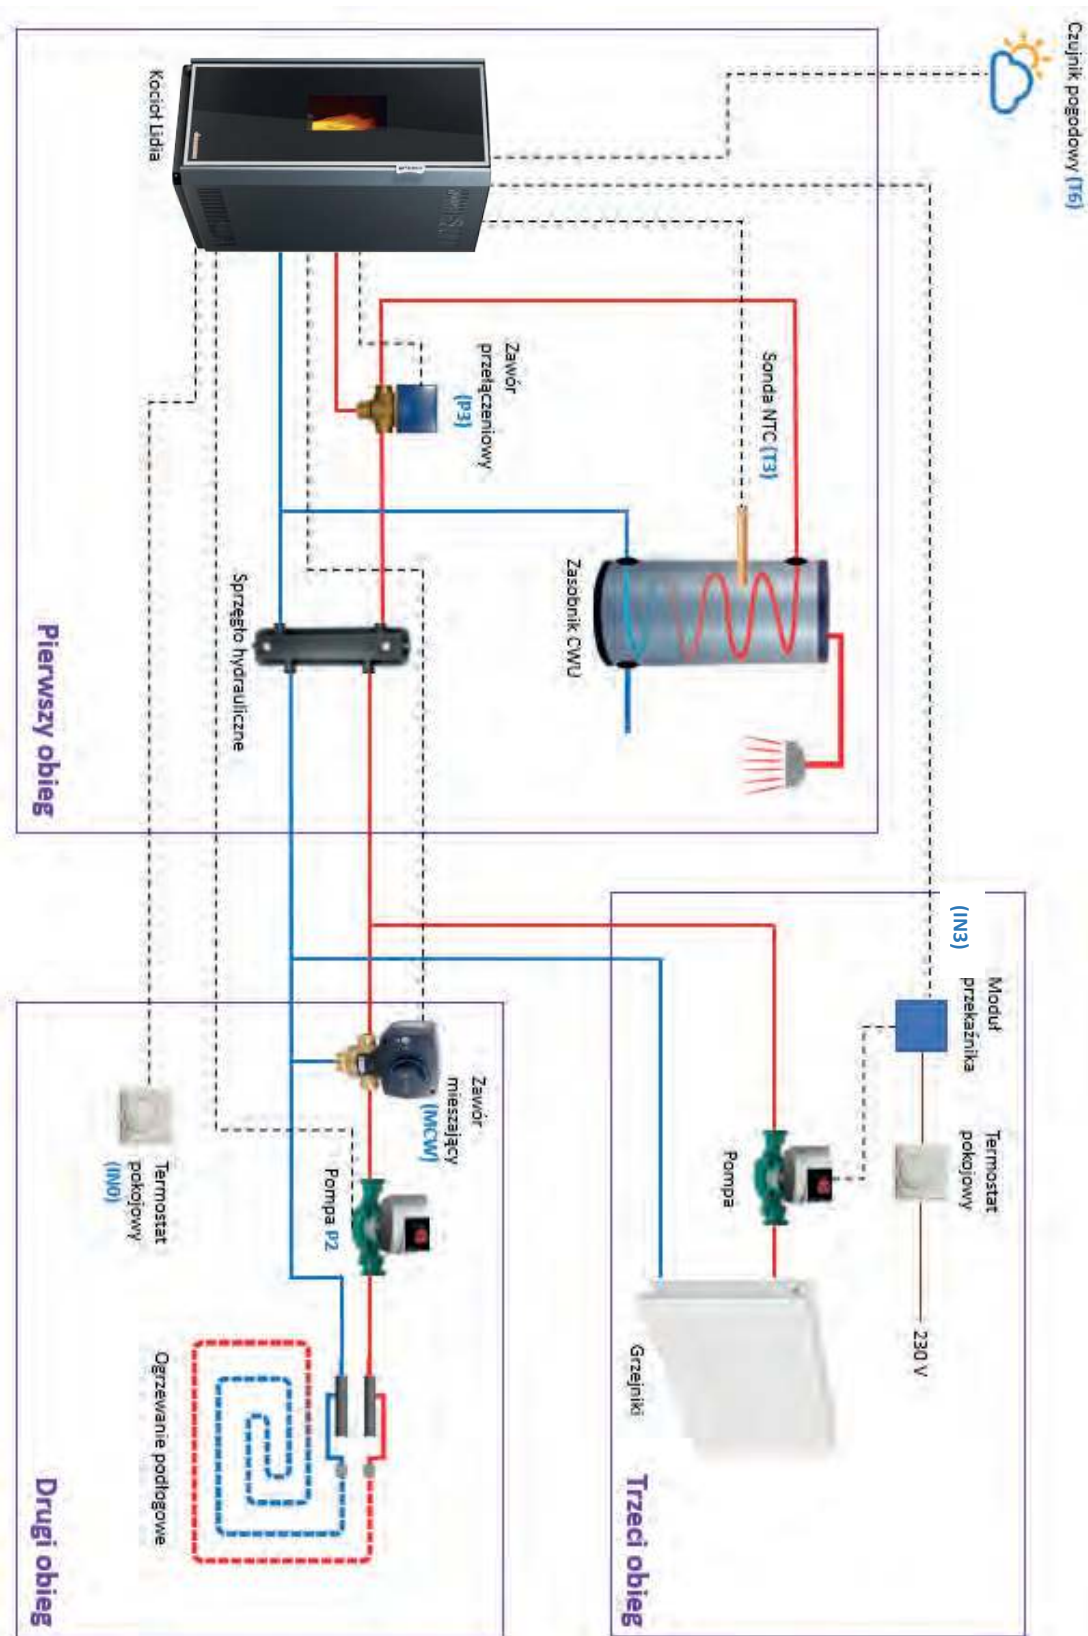 Czujnik pogodowy (T6)
Kocioł Lidia
Zawór
przełączeniowy
(P3)
Sonda NTC (T3)
Zasobnik CWU
Sprzęgło hydrauliczne
Pierwszy obieg
(IN3)
Moduł
przekaźnika
Termostat
pokojowy
230 V
Pompa
Grzejniki
Trzeci obieg
Zawór
mieszający
(MCW)
Pompa P2
Termostat
pokojowy
(IN0)
Ogrzewanie podłogowe
Drugi obieg